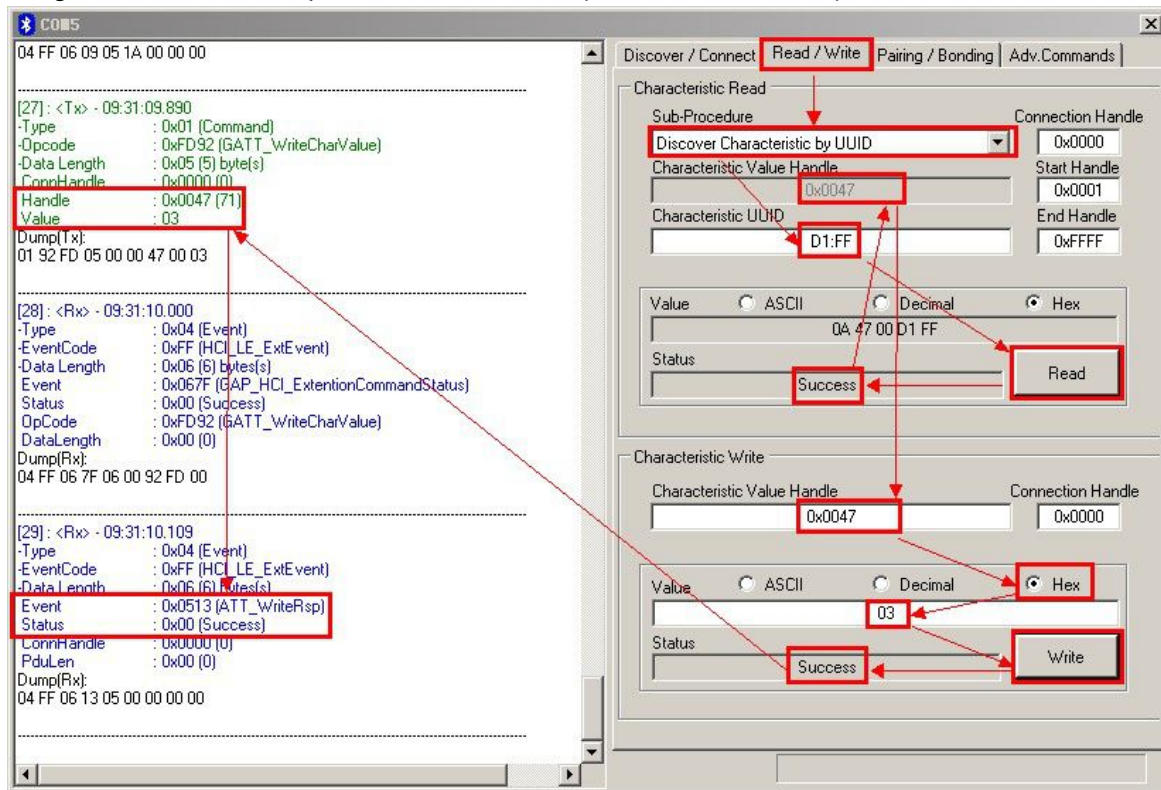 COM5
04 FF 06 09 05 1A 00 00 00
[27] : <Tx> - 09:31:09.890
-Type : 0x01 (Command)
-Opcode : 0xFD92 (GATT_WriteCharValue)
-Data Length : 0x05 (5) byte(s)
ConnHandle : 0x0000 (0)
Handle : 0x0047 (71)
Value : 03
Dump(Tx):
01 92 FD 05 00 00 47 00 03
[28] : <Rx> - 09:31:10.000
-Type : 0x04 (Event)
-EventCode : 0xFF (HCI_LE_ExtEvent)
-Data Length : 0x06 (6) bytes(s)
Event : 0x067F (GAP_HCI_ExtentionCommandStatus)
Status : 0x00 (Success)
OpCode : 0xFD92 (GATT_WriteCharValue)
DataLength : 0x00 (0)
Dump(Rx):
04 FF 06 7F 06 00 92 FD 00
[29] : <Rx> - 09:31:10.109
-Type : 0x04 (Event)
-EventCode : 0xFF (HCI_LE_ExtEvent)
-Data Length : 0x06 (6) bytes(s)
Event : 0x0513 (ATT_WriteRsp)
Status : 0x00 (Success)
ConnHandle : 0x0000 (0)
PduLen : 0x00 (0)
Dump(Rx):
04 FF 06 13 05 00 00 00 00
Discover / Connect Read / Write Pairing / Bonding Adv.Commands
Characteristic Read
Sub-Procedure Connection Handle
Discover Characteristic by UUID 0x0000
Characteristic Value Handle Start Handle
0x0047 0x0001
Characteristic UUID End Handle
D1:FF 0xFFFF
Value ASCII Decimal Hex
0A 47 00 D1 FF
Status
Success Read
Characteristic Write
Characteristic Value Handle Connection Handle
0x0047 0x0000
Value ASCII Decimal Hex
03
Status
Success Write